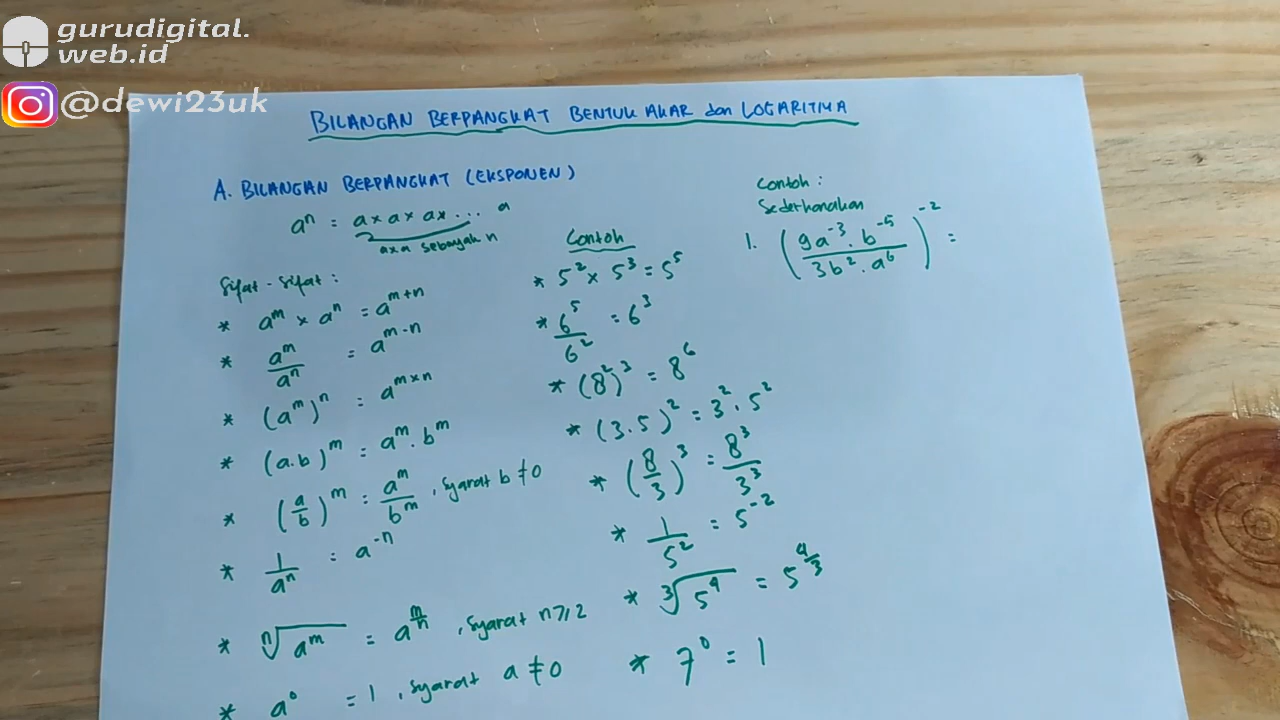 gurudigital.
web.id
@dewi23uk
BILANGAN BERPANGKAT BENTUK AKAR dan LOGARITMA
A. BILANGAN BERPANGKAT (EKSPONEN)
aⁿ = a x a x a x ... a
axa sebanyak n
Sifat - Sifat :
* aᵐ x aⁿ = aᵐ⁺ⁿ
* aᵐ/aⁿ = aᵐ⁻ⁿ
* (aᵐ)ⁿ = aᵐˣⁿ
* (a.b)ᵐ = aᵐ . bᵐ
* (a/b)ᵐ = aᵐ/bᵐ , syarat b ≠ 0
* 1/aⁿ = a⁻ⁿ
* ⁿ√aᵐ = a^(m/n) , syarat n ≥ 2
* a⁰ = 1 , syarat a ≠ 0
Contoh
* 5² x 5³ = 5⁵
* 6⁵/6² = 6³
* (8²)³ = 8⁶
* (3.5)² = 3² . 5²
* (8/3)³ = 8³/3³
* 1/5² = 5⁻²
* ³√5⁴ = 5^(4/3)
* 7⁰ = 1
Contoh :
Sederhanakan
1. (9a⁻³ . b⁻⁵ / 3b² . a⁶)⁻² =